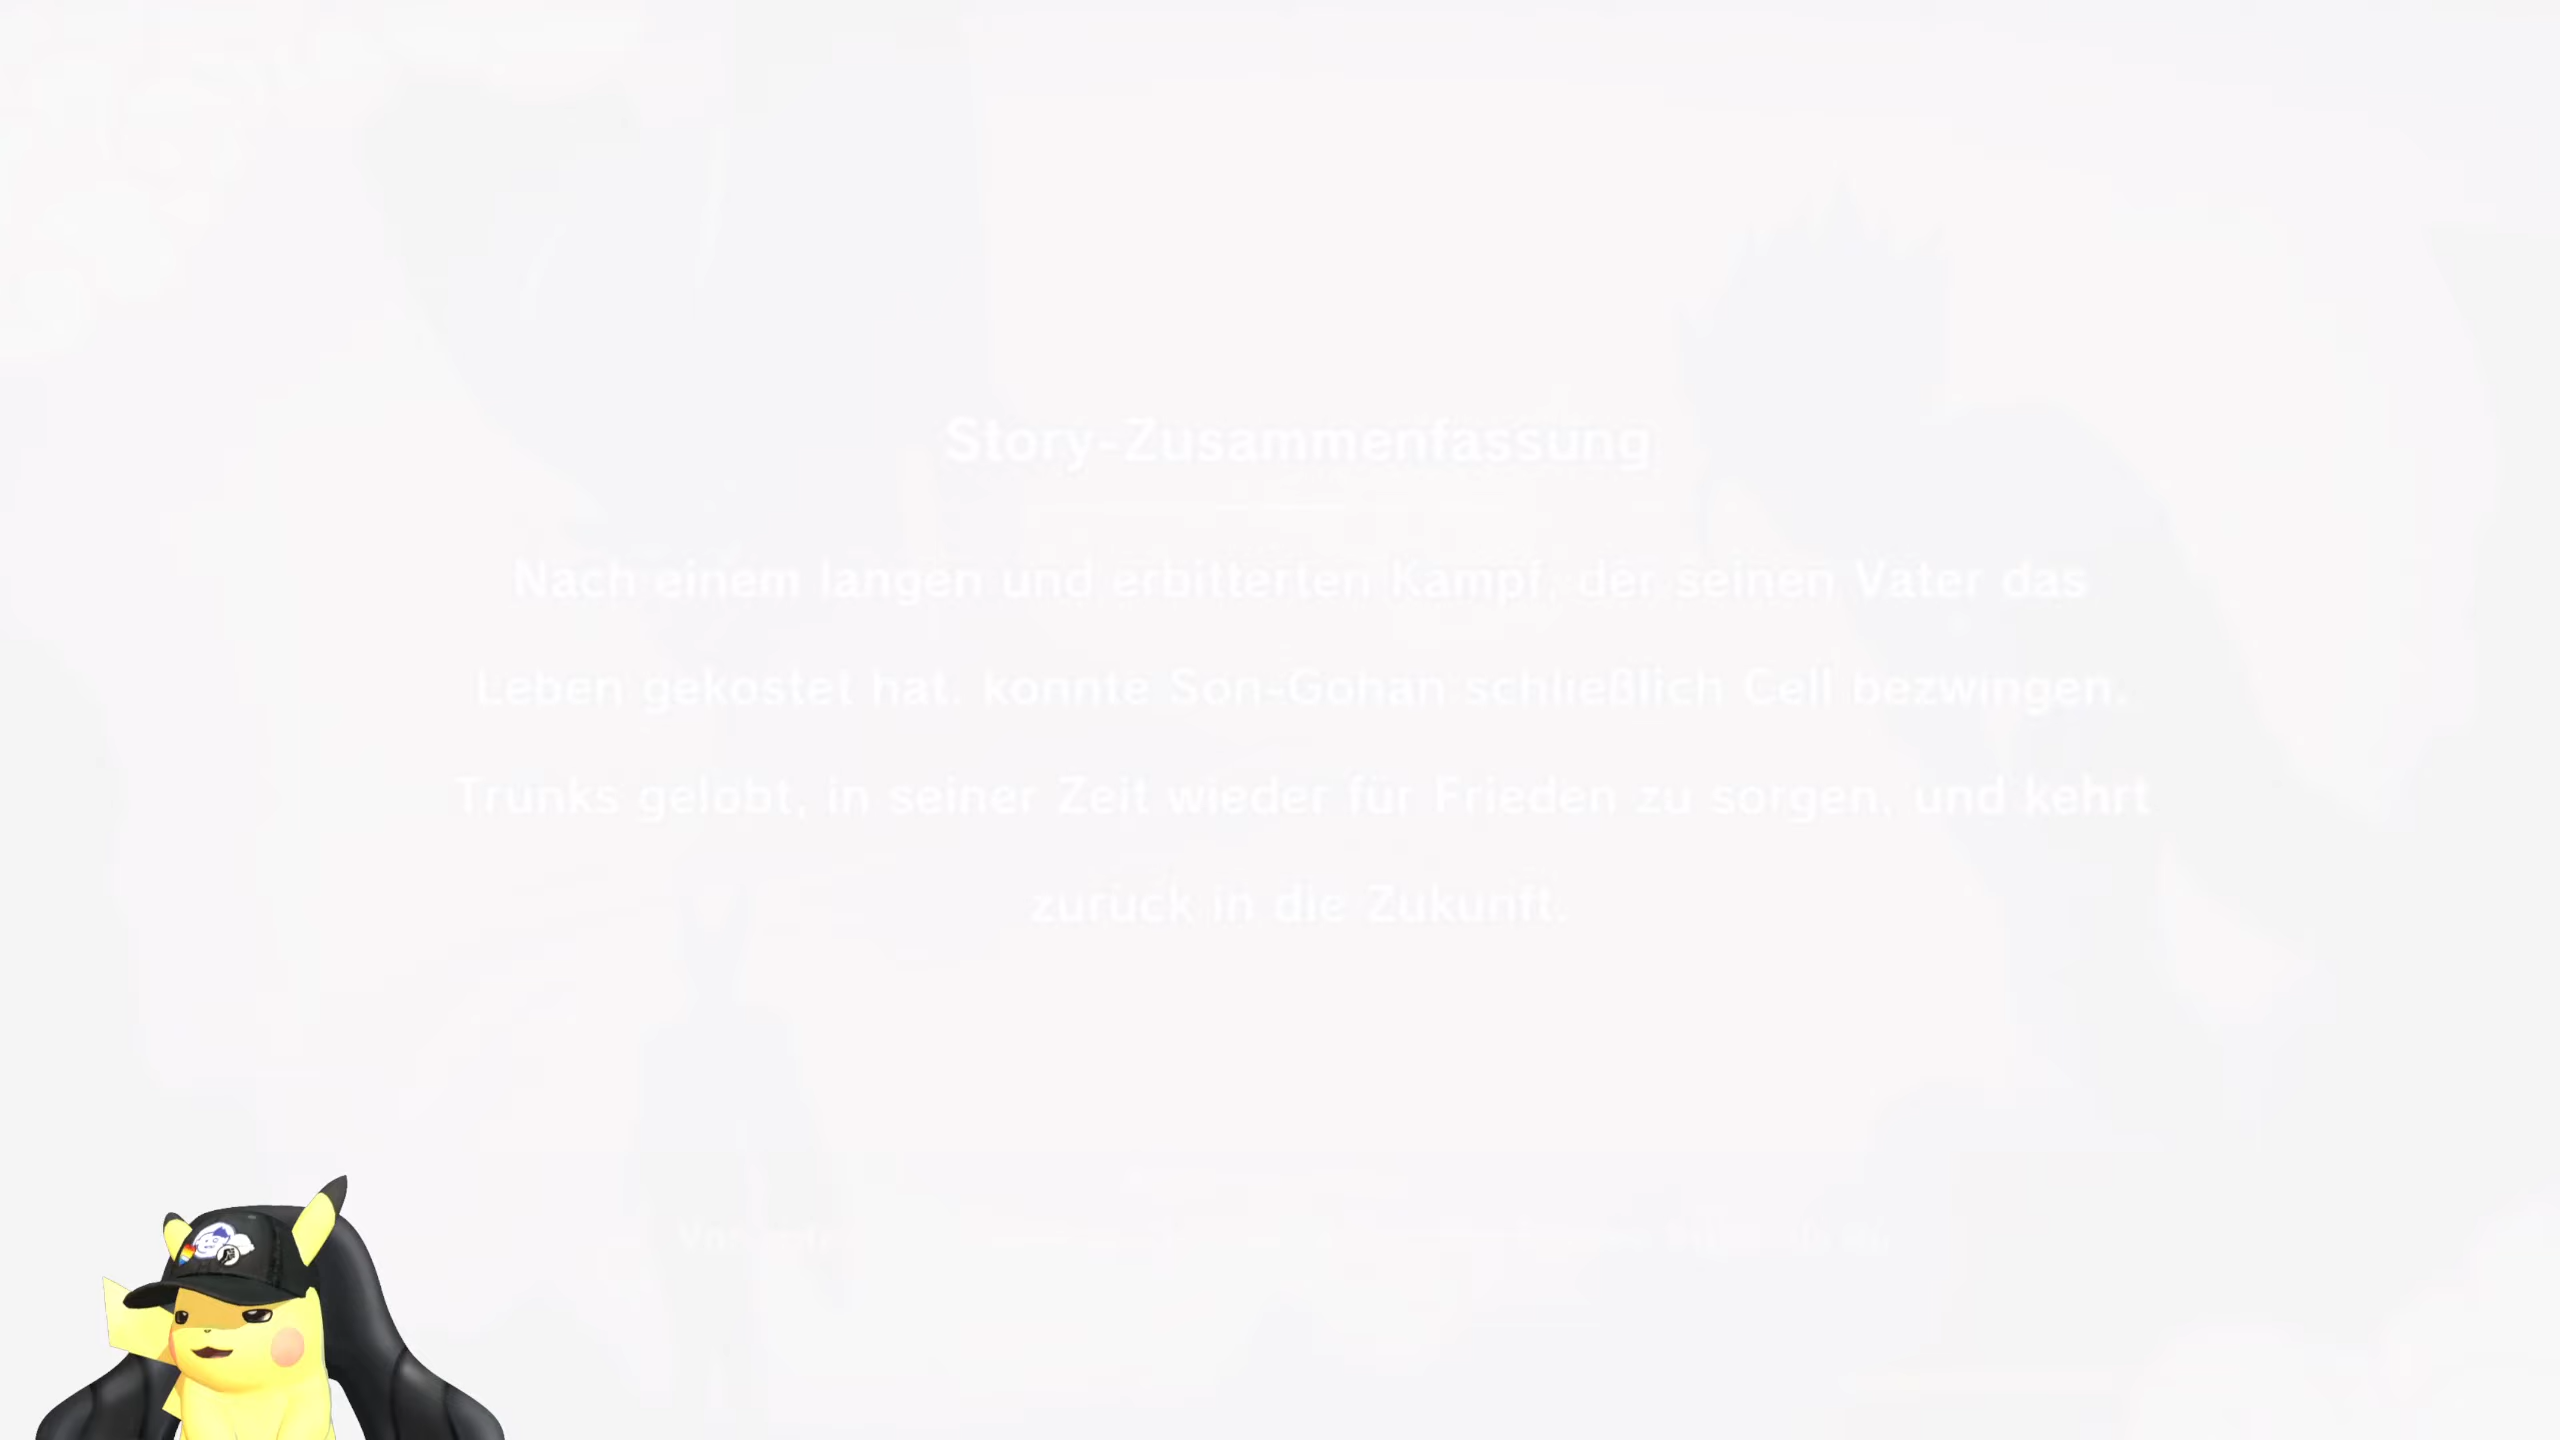 Story-Zusammenfassung
Nach einem langen und erbitterten Kampf, der seinen Vater das
Leben gekostet hat, konnte Son-Gohan schließlich Cell bezwingen.
Trunks gelobt, in seiner Zeit wieder für Frieden zu sorgen, und kehrt
zurück in die Zukunft.